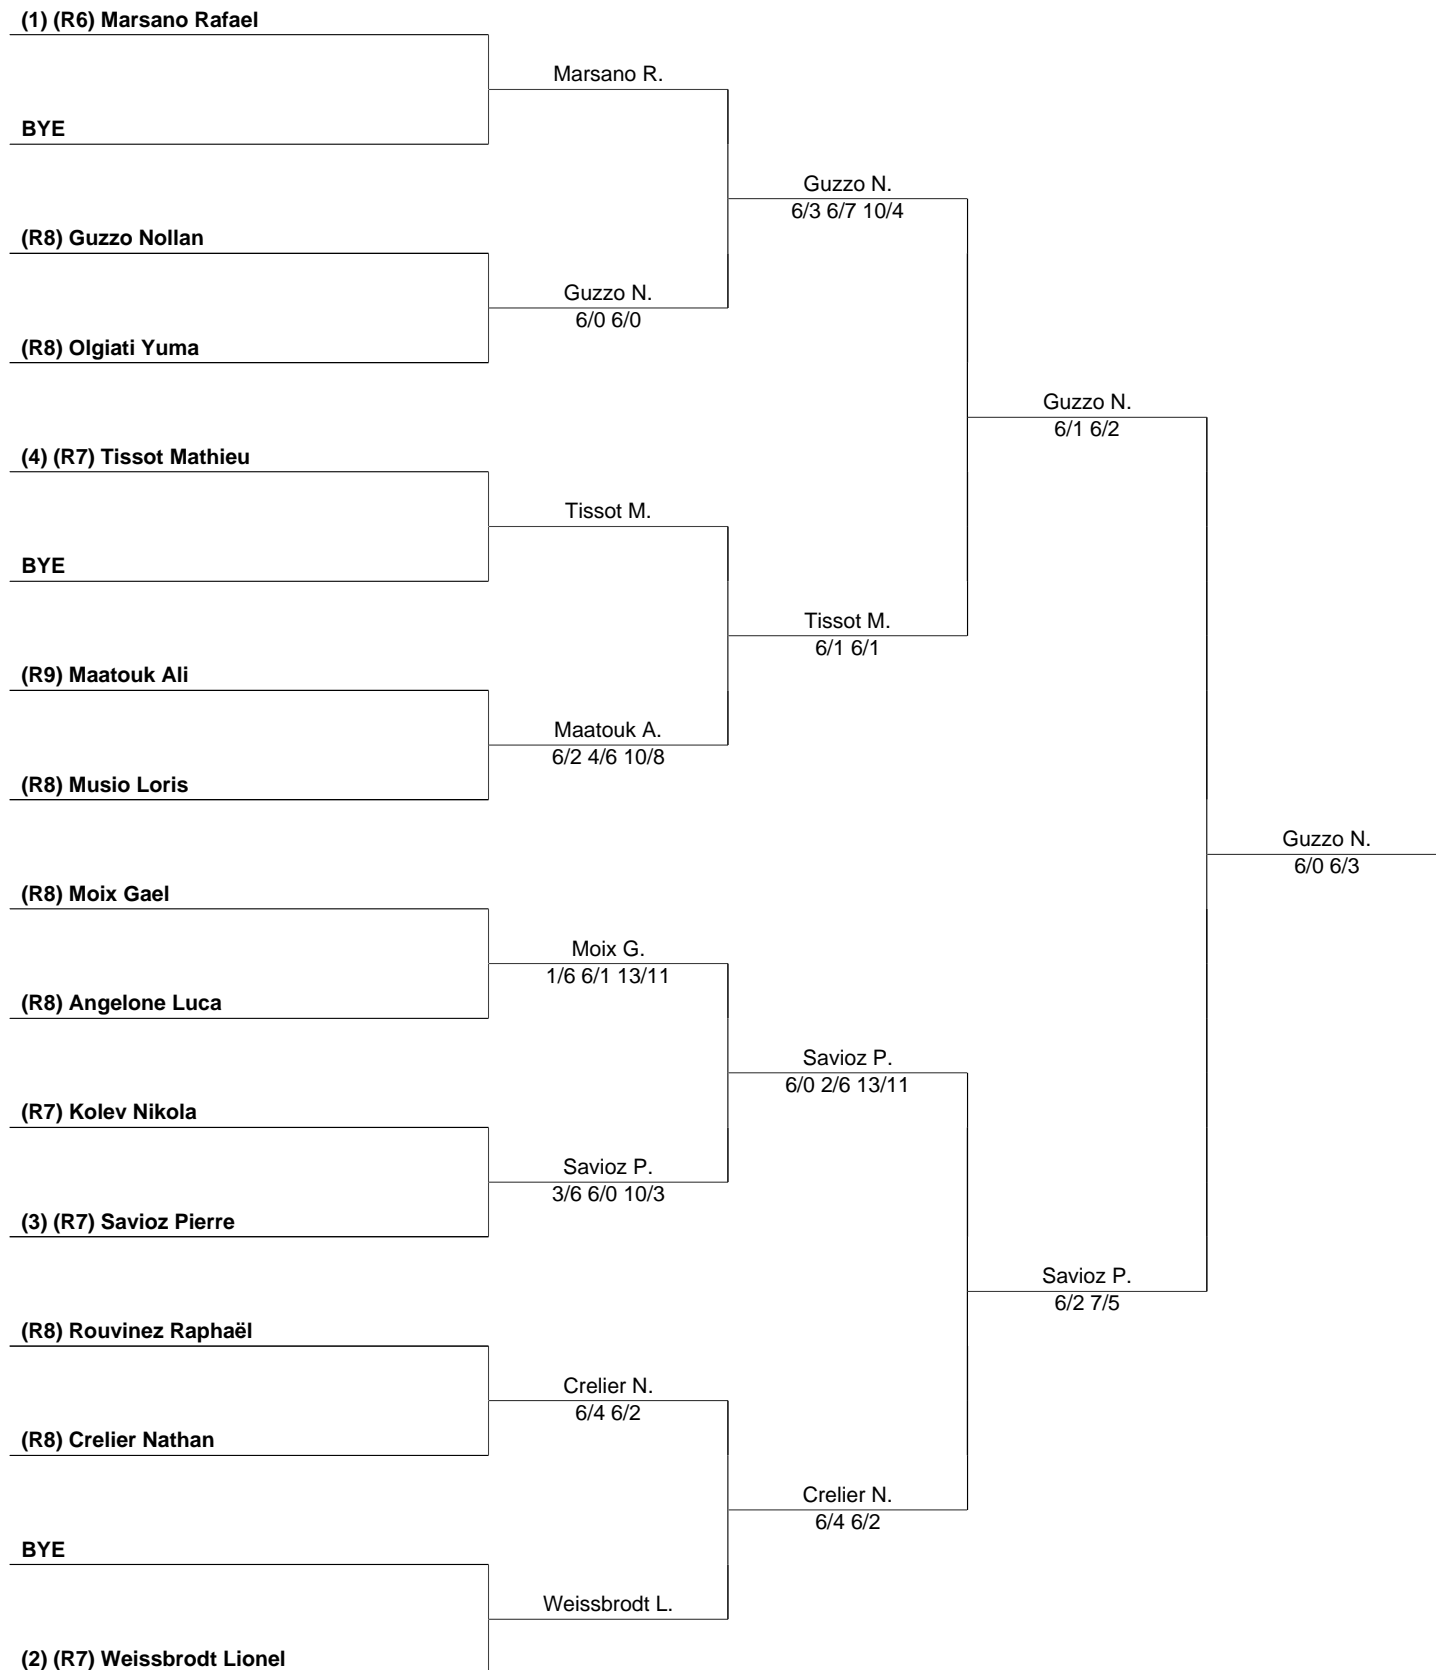 (1) (R6) Marsano Rafael
Marsano R.
BYE
Guzzo N.
6/3 6/7 10/4
(R8) Guzzo Nollan
Guzzo N.
6/0 6/0
(R8) Olgiati Yuma
Guzzo N.
6/1 6/2
(4) (R7) Tissot Mathieu
Tissot M.
BYE
Tissot M.
6/1 6/1
(R9) Maatouk Ali
Maatouk A.
6/2 4/6 10/8
(R8) Musio Loris
Guzzo N.
6/0 6/3
(R8) Moix Gael
Moix G.
1/6 6/1 13/11
(R8) Angelone Luca
Savioz P.
6/0 2/6 13/11
(R7) Kolev Nikola
Savioz P.
3/6 6/0 10/3
(3) (R7) Savioz Pierre
Savioz P.
6/2 7/5
(R8) Rouvinez Raphaël
Crelier N.
6/4 6/2
(R8) Crelier Nathan
Crelier N.
6/4 6/2
BYE
Weissbrodt L.
(2) (R7) Weissbrodt Lionel